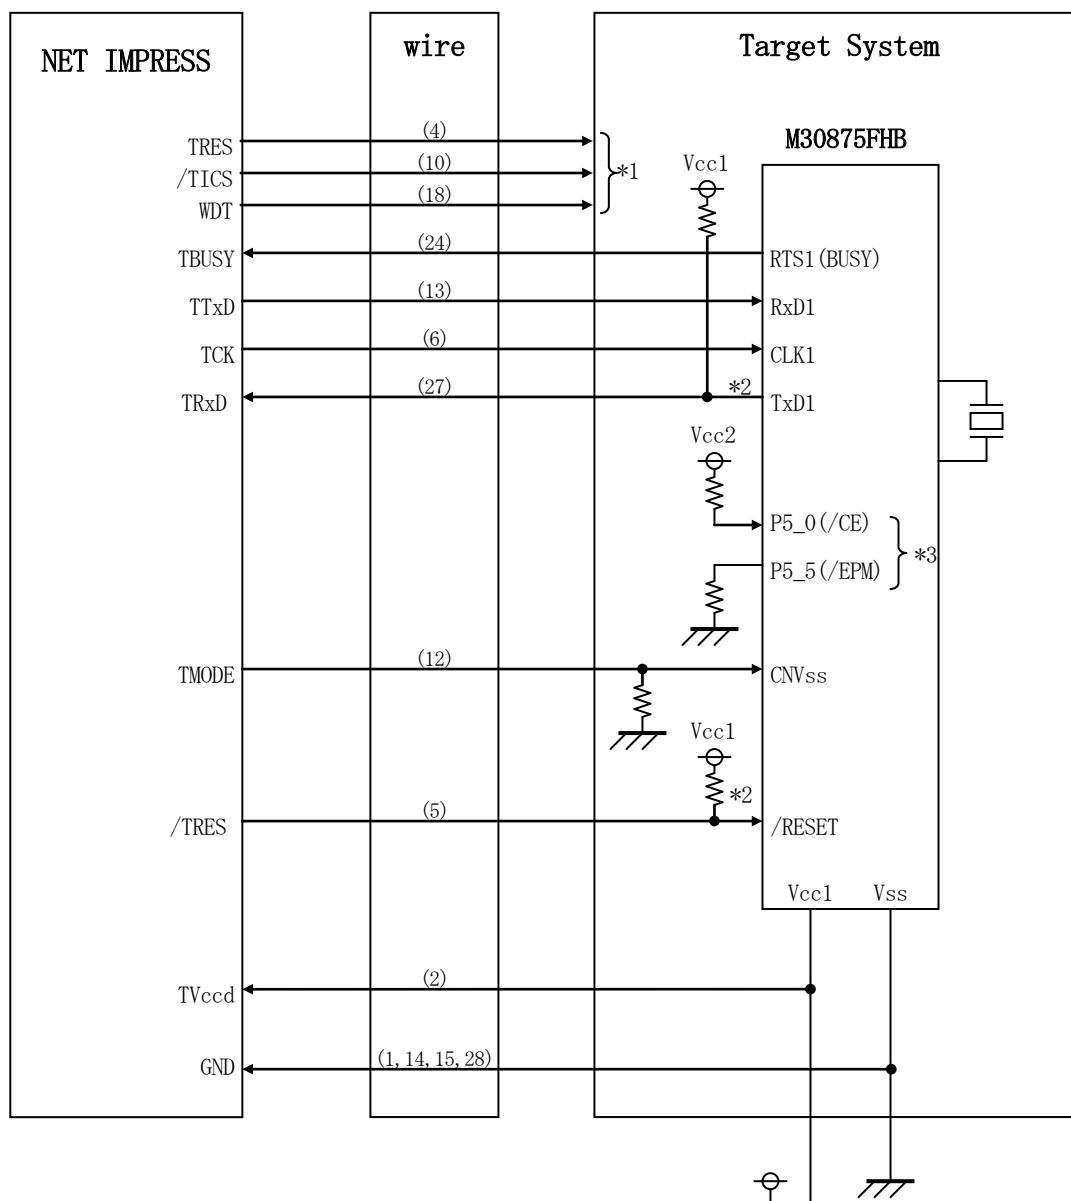 NET IMPRESS
wire
Target System
M30875FHB
TRES
(4)
/TICS
(10)
*1
WDT
(18)
Vcc1
TBUSY
(24)
RTS1(BUSY)
TTxD
(13)
RxD1
TCK
(6)
CLK1
TRxD
(27)
*2
TxD1
Vcc2
P5_0(/CE)
*3
P5_5(/EPM)
TMODE
(12)
CNVss
Vcc1
*2
/TRES
(5)
/RESET
Vcc1
Vss
TVccd
(2)
GND
(1,14,15,28)